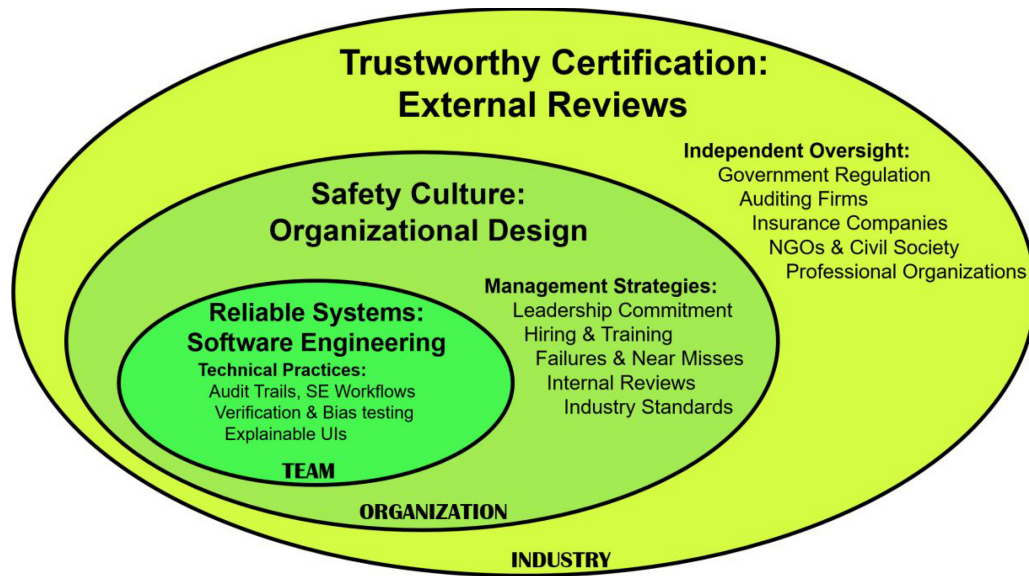 Trustworthy Certification:
External Reviews
Independent Oversight:
Government Regulation
Auditing Firms
Insurance Companies
NGOs & Civil Society
Professional Organizations
Safety Culture:
Organizational Design
Management Strategies:
Leadership Commitment
Hiring & Training
Failures & Near Misses
Internal Reviews
Industry Standards
Reliable Systems:
Software Engineering
Technical Practices:
Audit Trails, SE Workflows
Verification & Bias testing
Explainable UIs
TEAM
ORGANIZATION
INDUSTRY